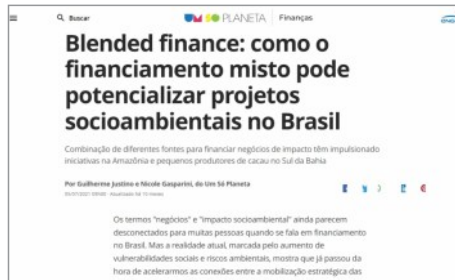 Buscar
UM SÓ PLANETA Finanças
Blended finance: como o
financiamento misto pode
potencializar projetos
socioambientais no Brasil
Combinação de diferentes fontes para financiar negócios de impacto têm impulsionado
iniciativas na Amazônia e pequenos produtores de cacau no Sul da Bahia
Por Guilherme Justino e Nicole Gasparini, do Um Só Planeta
Os termos "negócios" e "impacto socioambiental" ainda parecem
desconectados para muitas pessoas quando se fala em financiamento
no Brasil. Mas a realidade atual, marcada pelo aumento de
vulnerabilidades sociais e riscos ambientais, mostra que já passou da
hora de acelerarmos as conexões entre a mobilização estratégica das